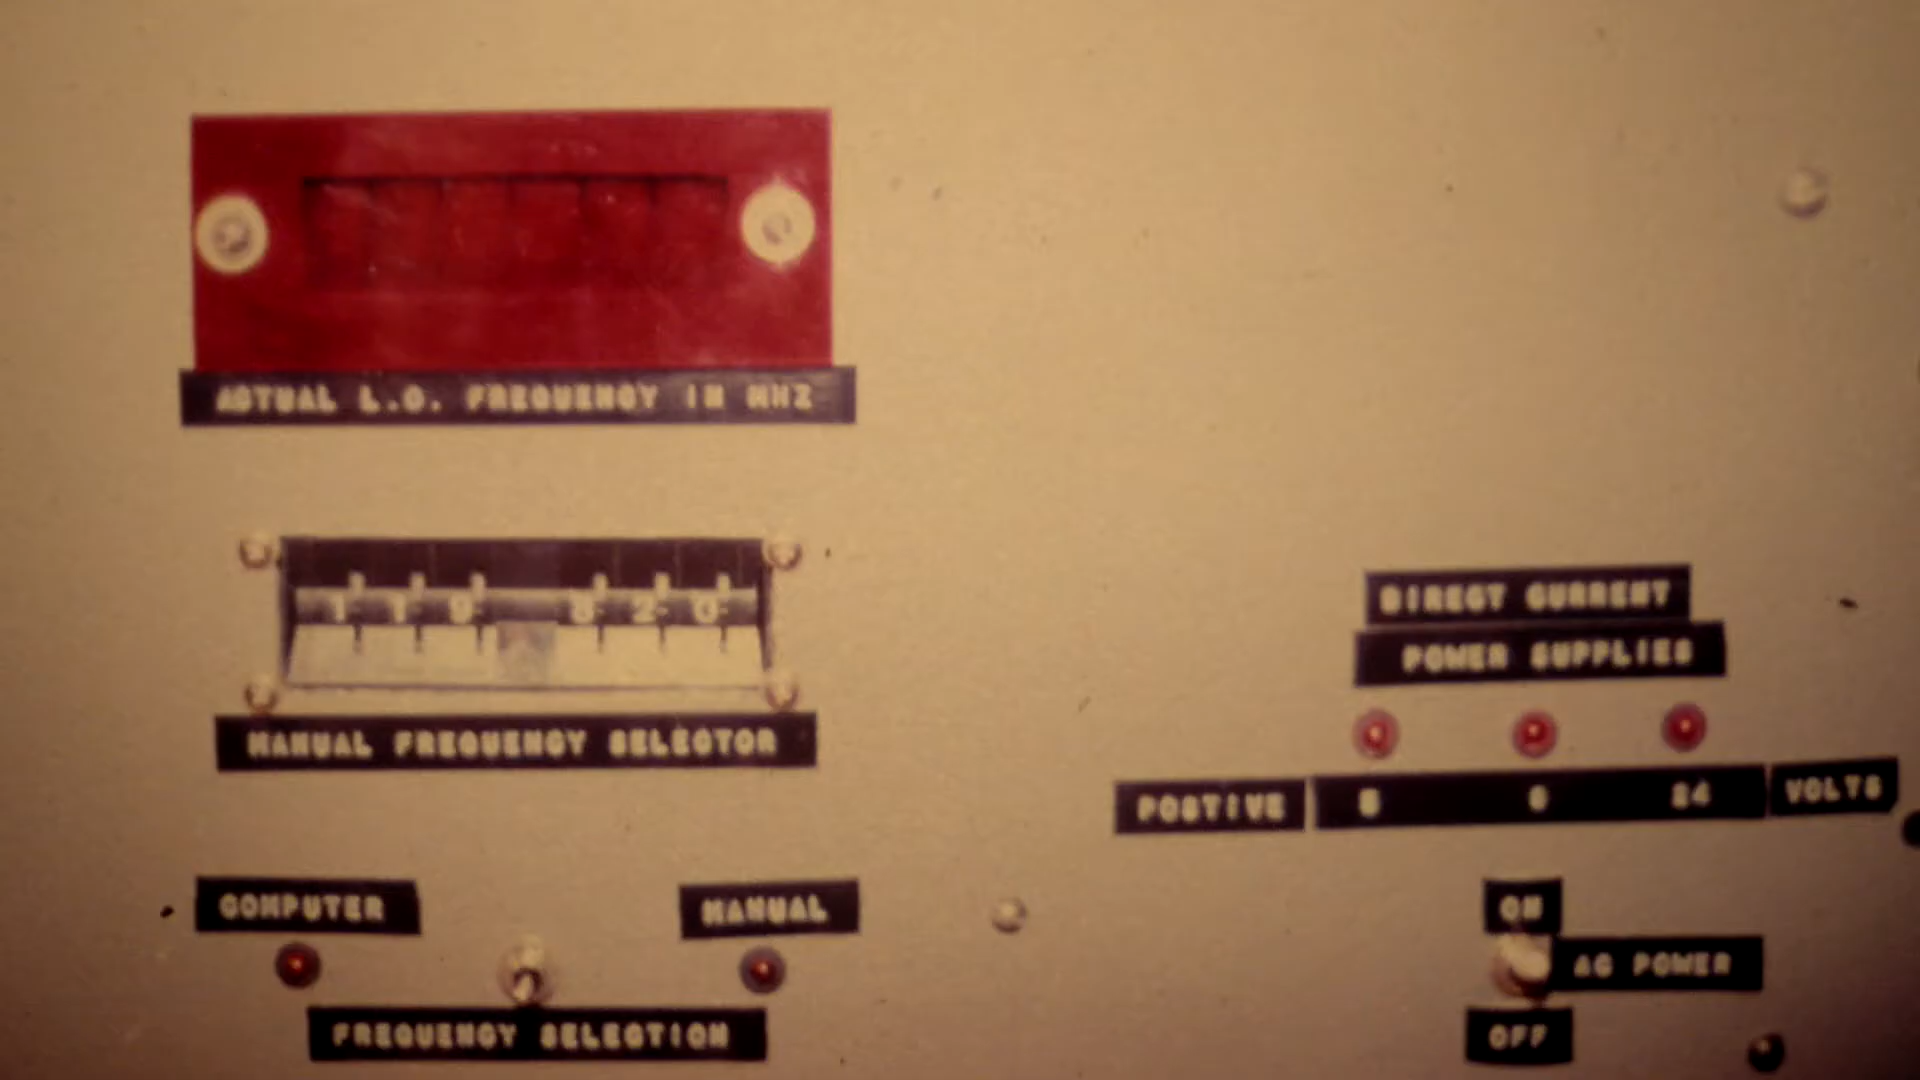 ACTUAL L.O. FREQUENCY IN MHZ
1 1 9 8 2 0
MANUAL FREQUENCY SELECTOR
DIRECT CURRENT
POWER SUPPLIES
POSTIVE 5 6 24 VOLTS
COMPUTER
MANUAL
FREQUENCY SELECTION
ON
AC POWER
OFF